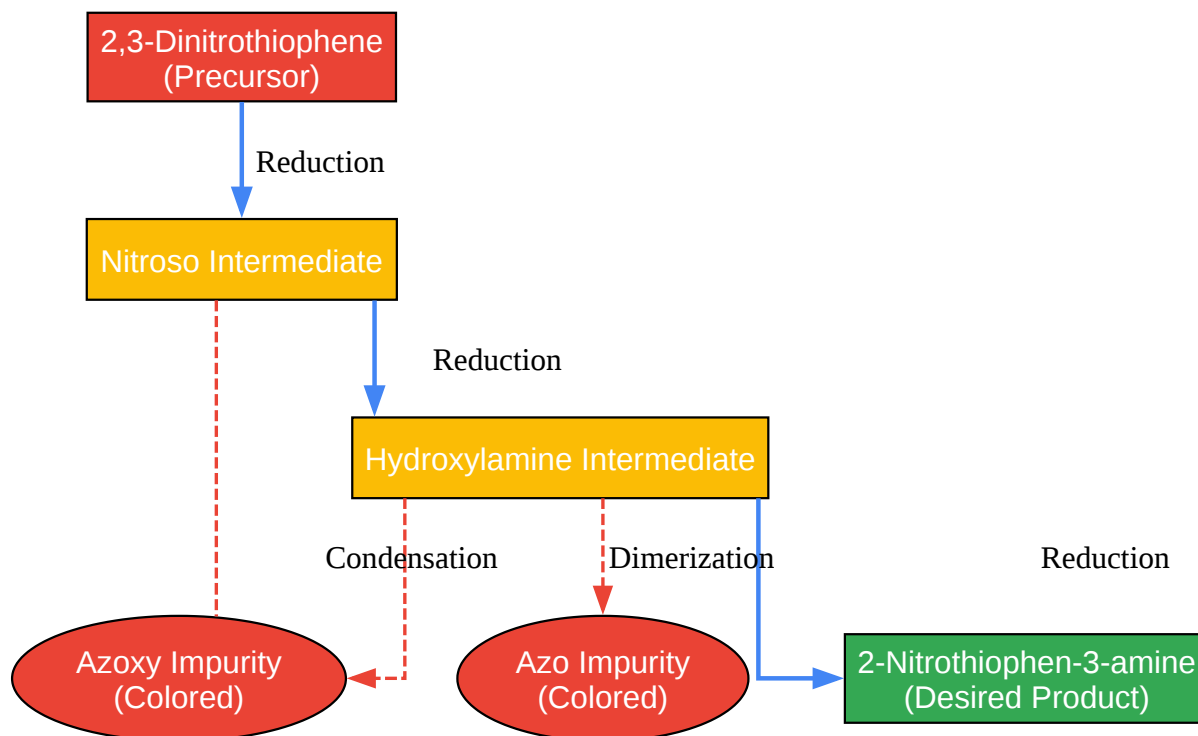 2,3-Dinitrothiophene
(Precursor)
Reduction
Nitroso Intermediate
Reduction
Hydroxylamine Intermediate
Condensation
Dimerization
Reduction
Azoxy Impurity
(Colored)
Azo Impurity
(Colored)
2-Nitrothiophen-3-amine
(Desired Product)